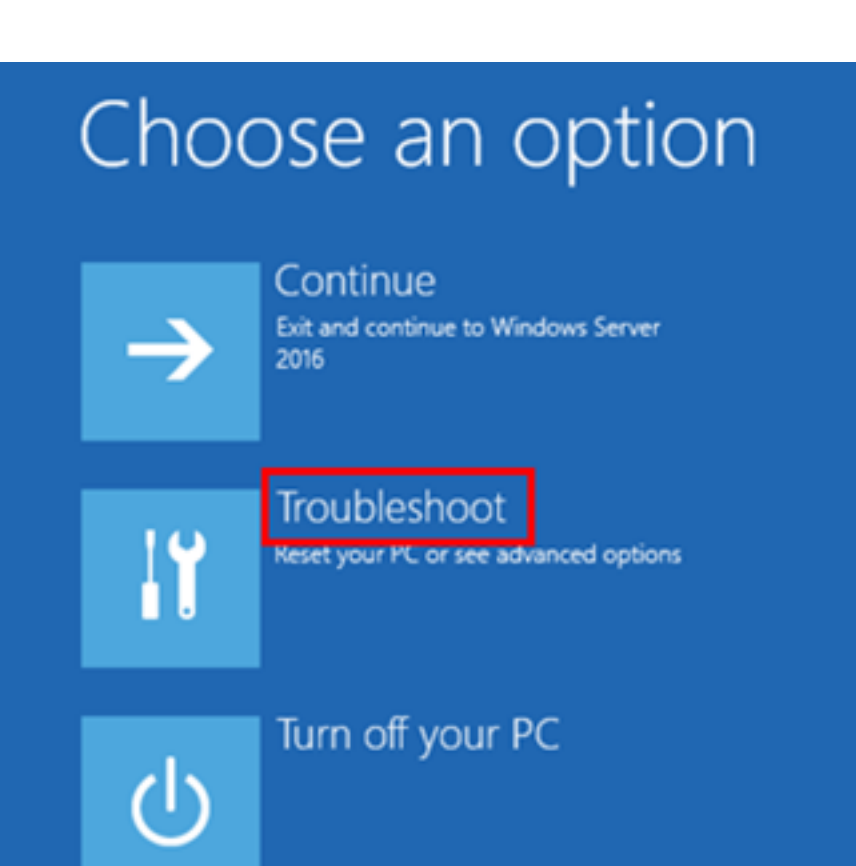 Choose an option
Continue
Exit and continue to Windows Server
2016
Troubleshoot
Reset your PC or see advanced options
Turn off your PC